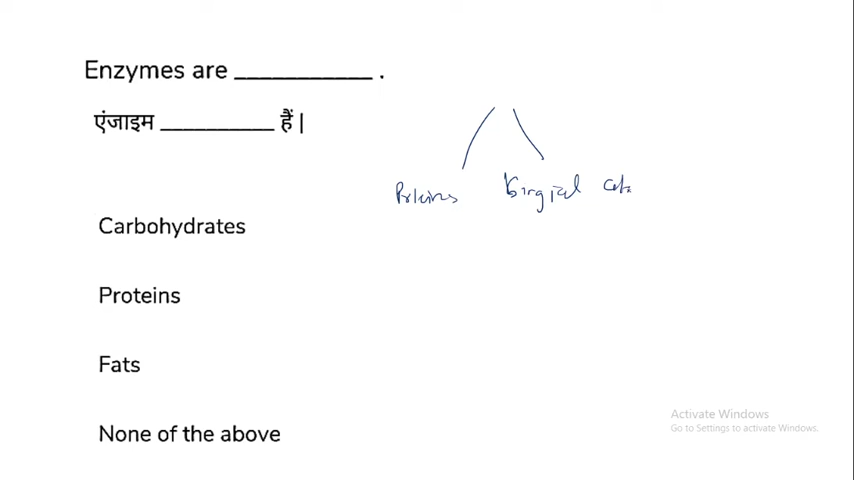 Enzymes are ___________ .
एंजाइम __________ हैं |
Proteins
Carbohydrates
Proteins
Fats
None of the above
Activate Windows
Go to Settings to activate Windows.